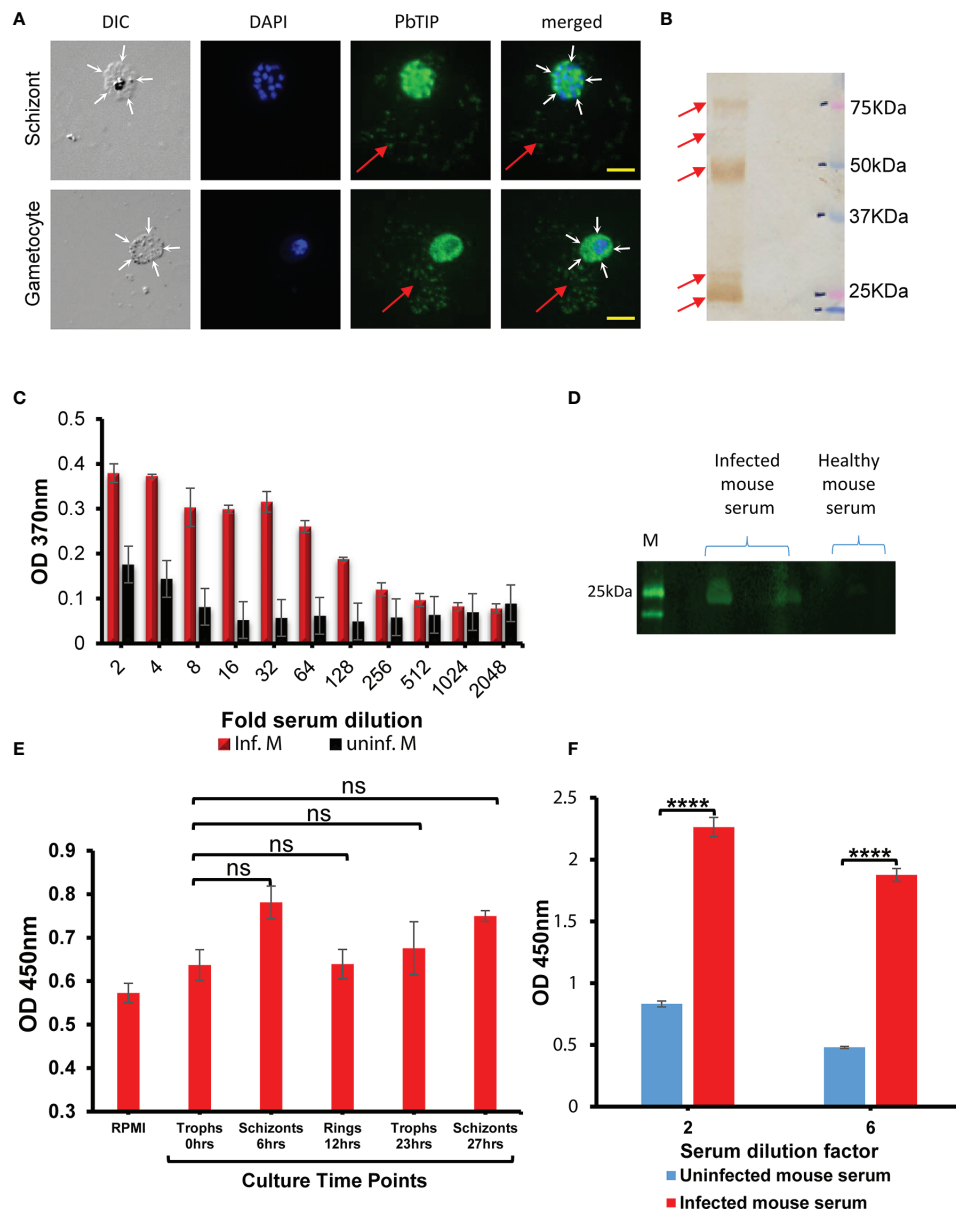 A
DIC
DAPI
PbTIP
merged
Schizont
Gametocyte
B
75KDa
50kDa
37KDa
25KDa
C
OD 370nm
0.5
0.4
0.3
0.2
0.1
0
2
4
8
16
32
64
128
256
512
1024
2048
Fold serum dilution
Inf. M
uninf. M
D
Infected
mouse
serum
Healthy
mouse
serum
M
25kDa
E
OD 450nm
0.9
0.8
0.7
0.6
0.5
0.4
0.3
ns
ns
ns
ns
RPMI
Trophs
0hrs
Schizonts
6hrs
Rings
12hrs
Trophs
23hrs
Schizonts
27hrs
Culture Time Points
F
OD 450nm
2.5
2
1.5
1
0.5
0
****
****
2
6
Serum dilution factor
Uninfected mouse serum
Infected mouse serum